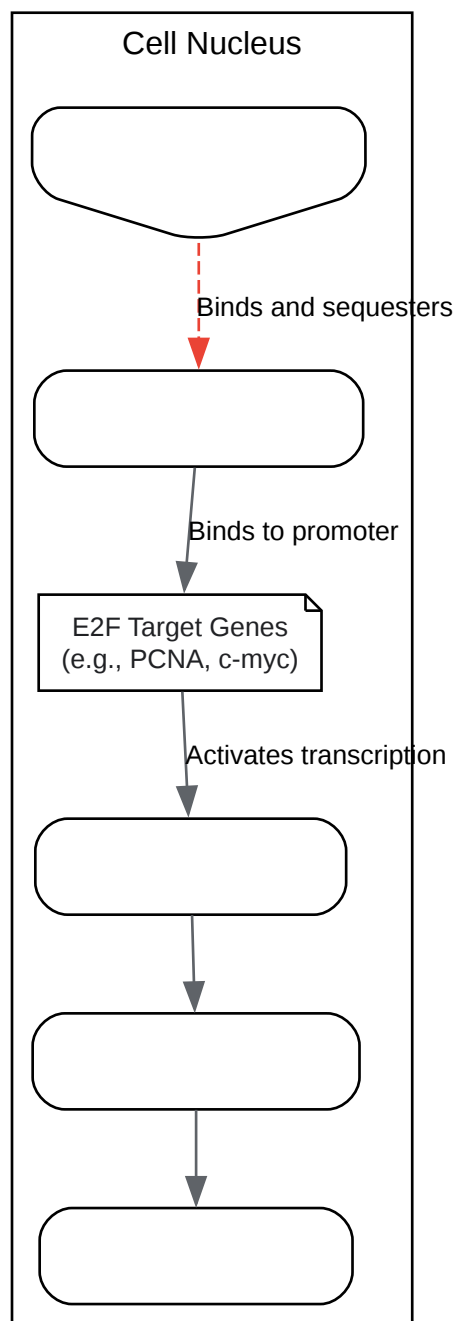 Cell Nucleus
Binds and sequesters
Binds to promoter
E2F Target Genes
(e.g., PCNA, c-myc)
Activates transcription